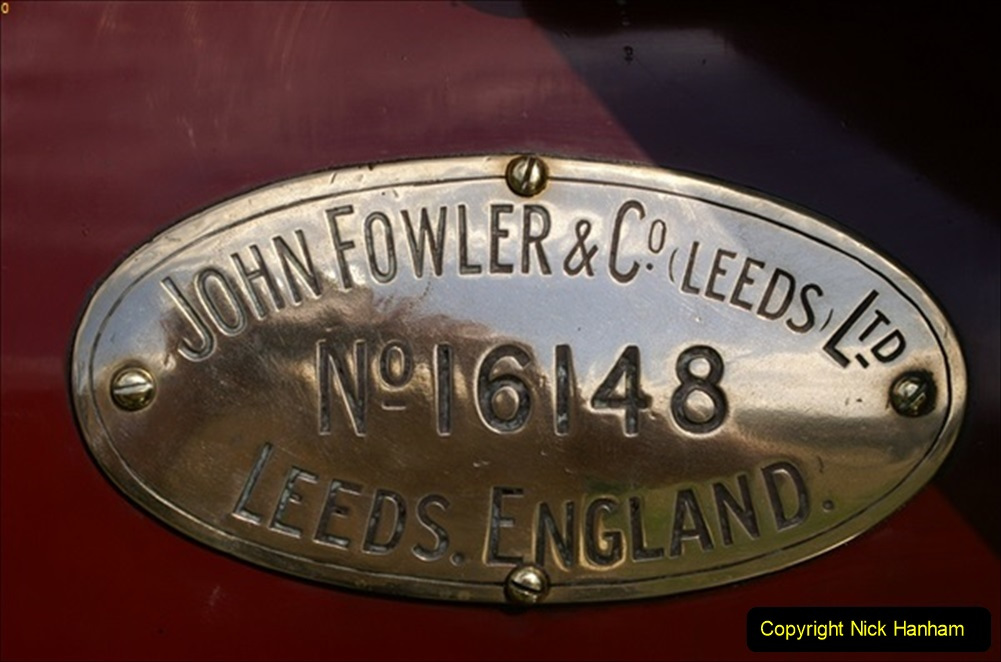 JOHN FOWLER & Co. (LEEDS) LTD.
No 16148
LEEDS. ENGLAND.
Copyright Nick Hanham